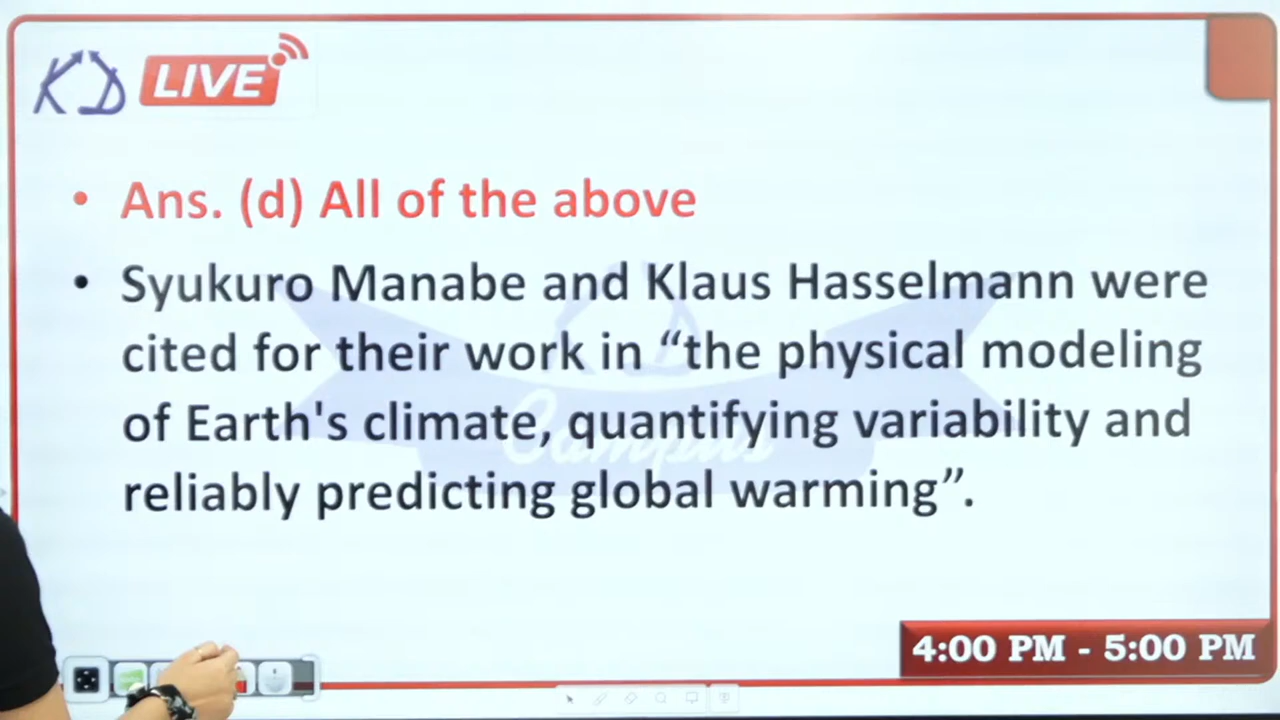 KD LIVE
• Ans. (d) All of the above
• Syukuro Manabe and Klaus Hasselmann were
cited for their work in “the physical modeling
of Earth's climate, quantifying variability and
reliably predicting global warming”.
Campus
4:00 PM - 5:00 PM